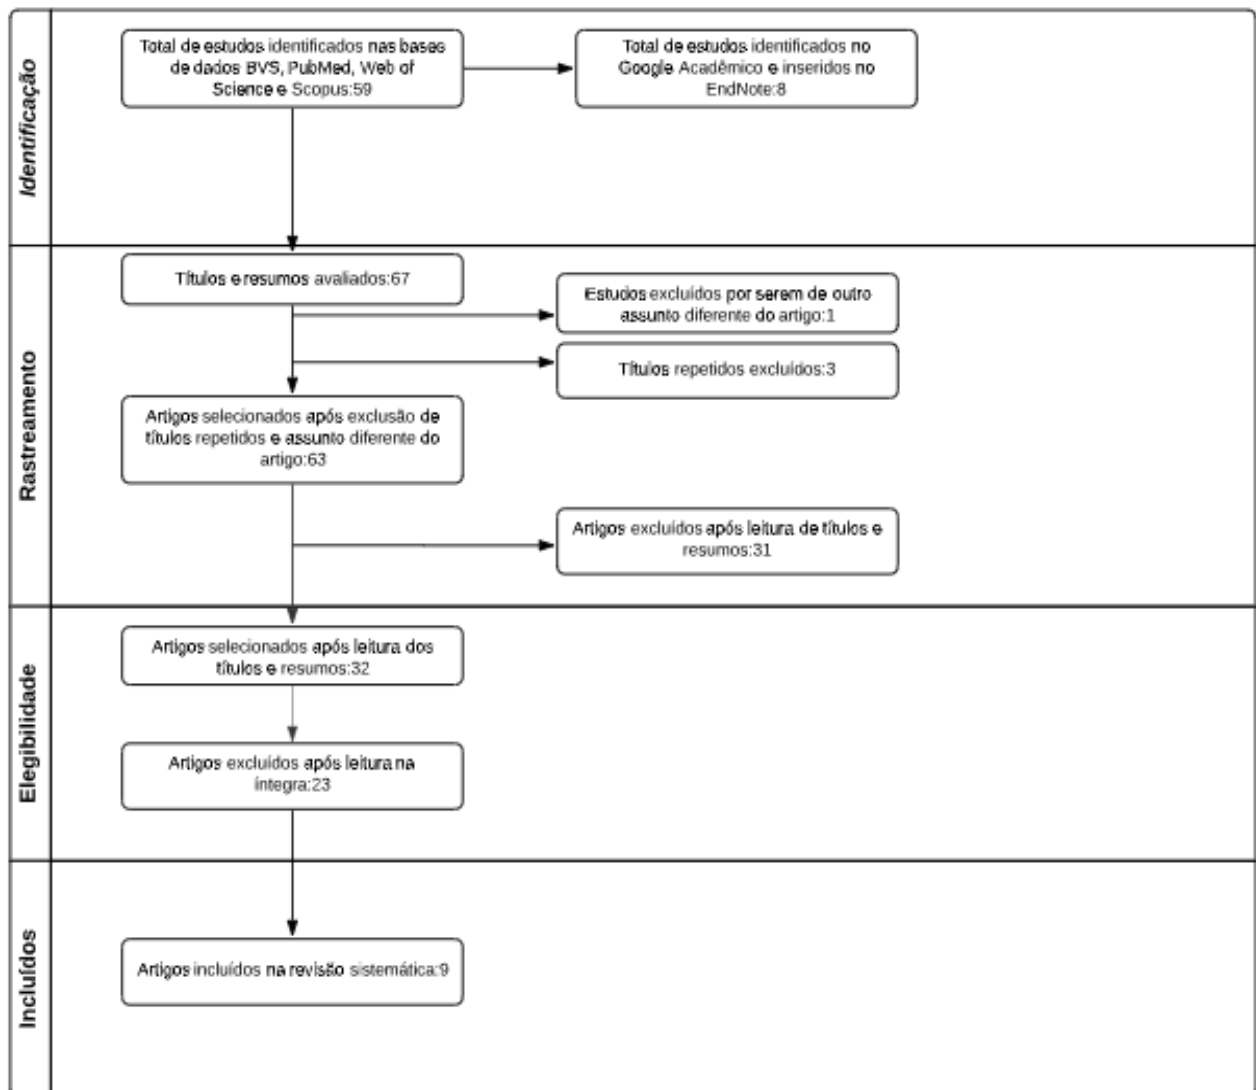 Identificação
Total de estudos identificados nas bases
de dados BVS, PubMed, Web of
Science e Scopus:59
Total de estudos identificados no
Google Acadêmico e inseridos no
EndNote:8
Rastreamento
Títulos e resumos avaliados:67
Estudos excluídos por serem de outro
assunto diferente do artigo:1
Títulos repetidos excluídos:3
Artigos selecionados após exclusão de
títulos repetidos e assunto diferente do
artigo:63
Artigos excluídos após leitura de títulos e
resumos:31
Elegibilidade
Artigos selecionados após leitura dos
títulos e resumos:32
Artigos excluídos após leitura na
íntegra:23
Incluídos
Artigos incluídos na revisão sistemática:9